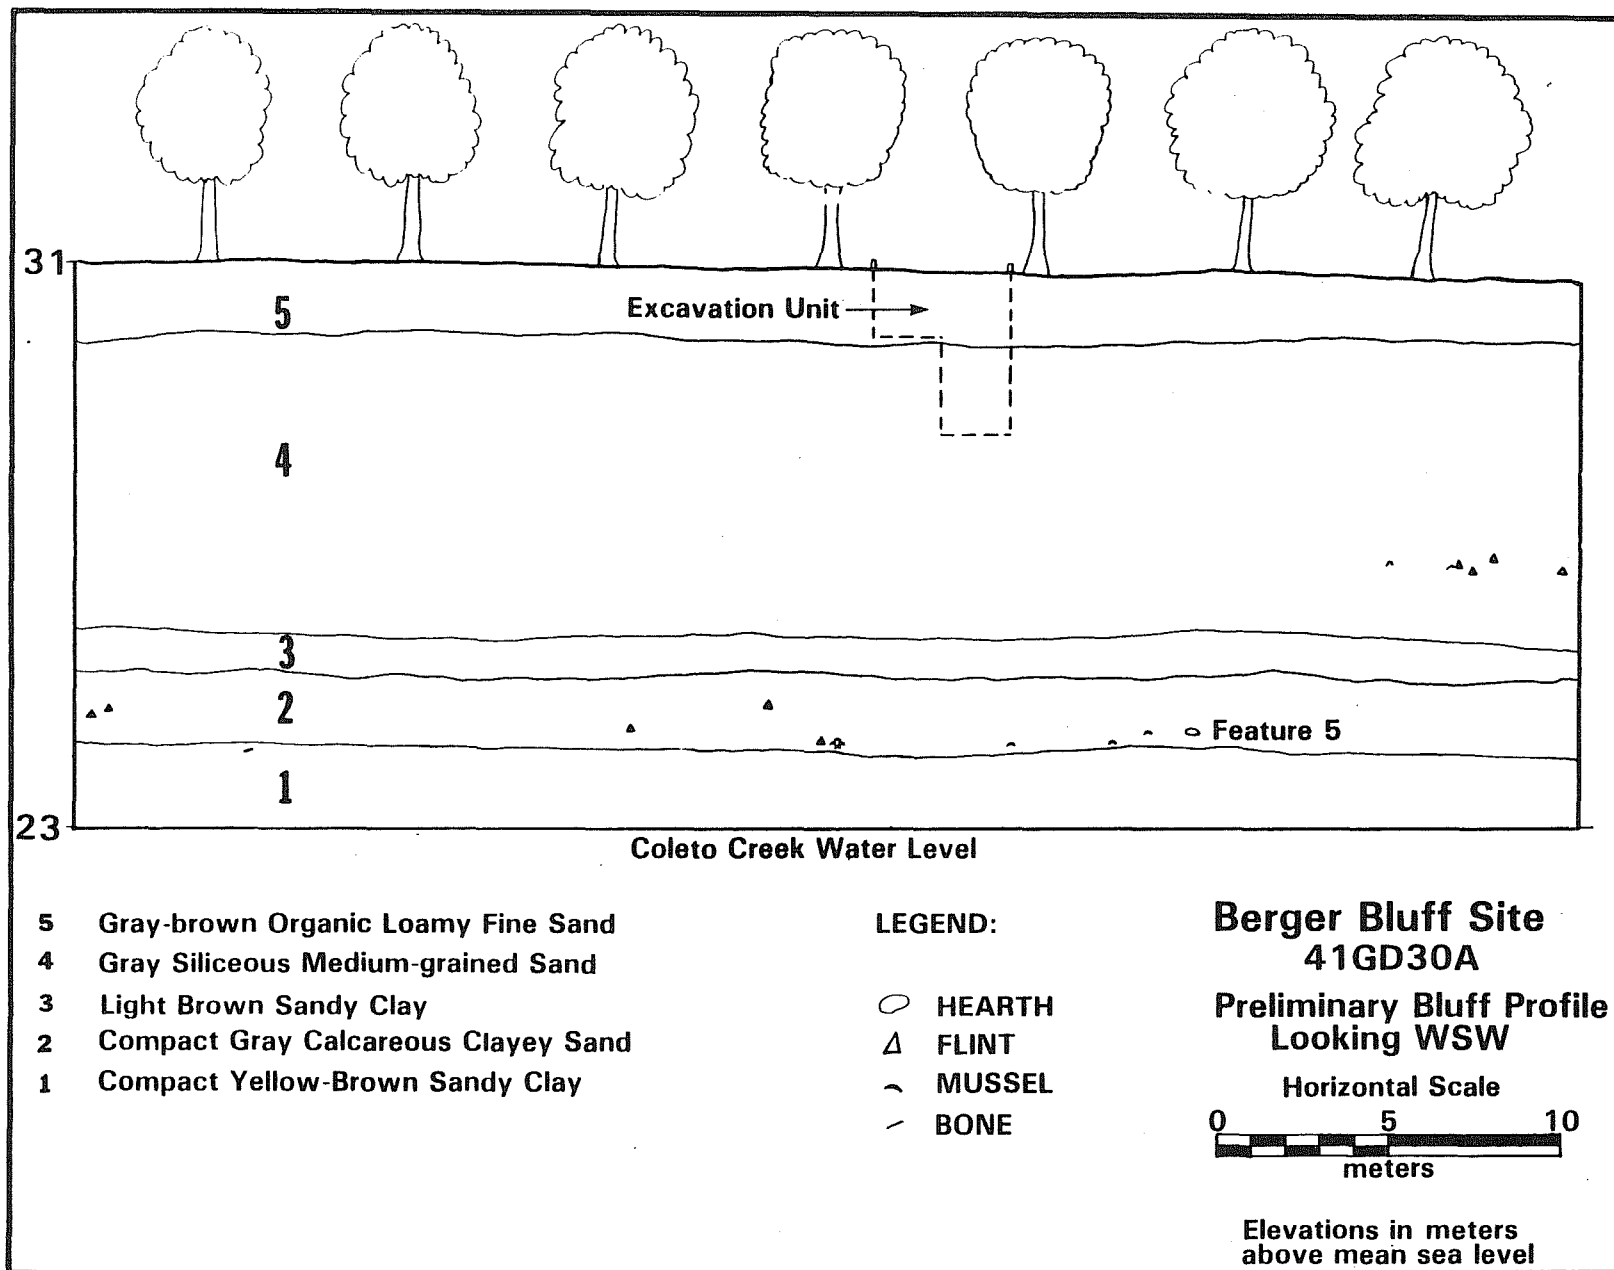 31
5
Excavation Unit
4
3
2
Feature 5
1
23
Coleto Creek Water Level
5 Gray-brown Organic Loamy Fine Sand
4 Gray Siliceous Medium-grained Sand
3 Light Brown Sandy Clay
2 Compact Gray Calcareous Clayey Sand
1 Compact Yellow-Brown Sandy Clay
LEGEND:
HEARTH
FLINT
MUSSEL
BONE
Berger Bluff Site
41GD30A
Preliminary Bluff Profile
Looking WSW
Horizontal Scale
0 5 10
meters
Elevations in meters
above mean sea level